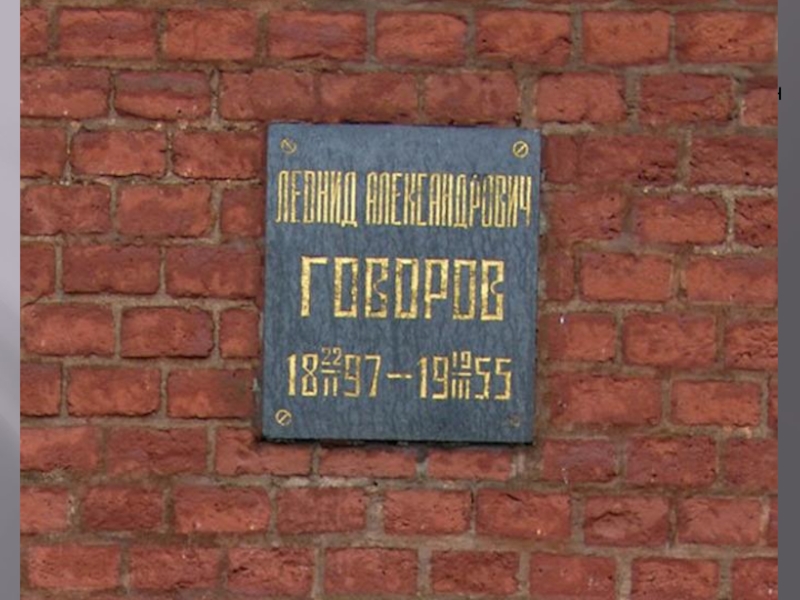 ЛЕОНИД АЛЕКСАНДРОВИЧ
ГОВОРОВ
18 22/II 97 — 19 19/III 55